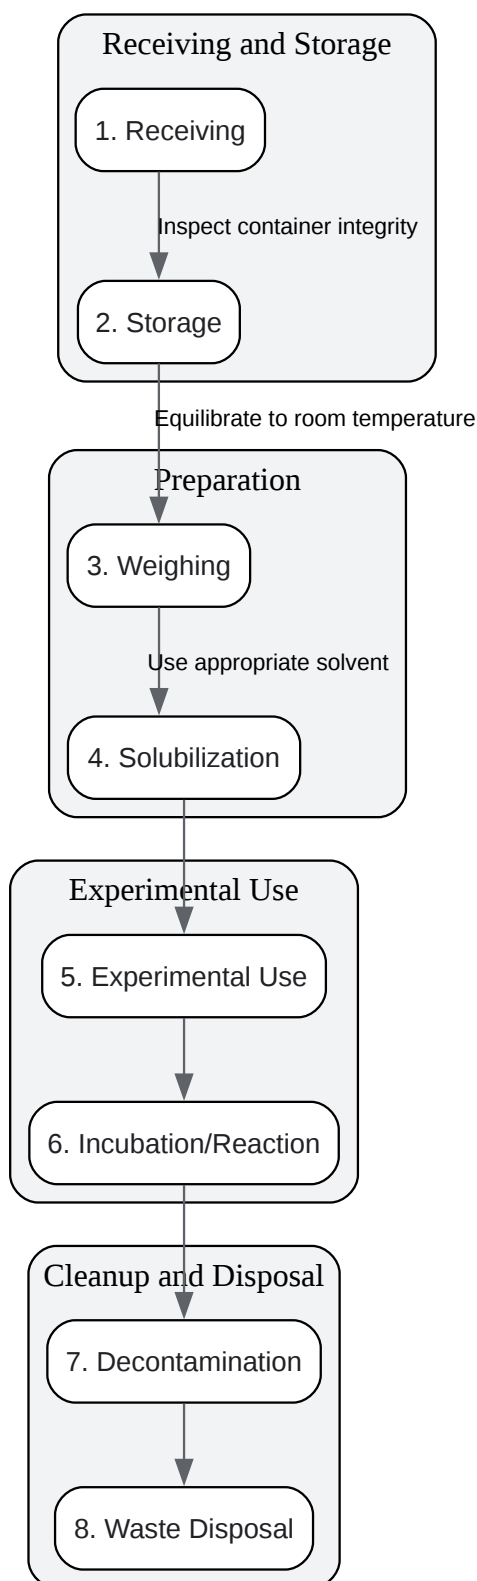 Receiving and Storage
1. Receiving
Inspect container integrity
2. Storage
Equilibrate to room temperature
Preparation
3. Weighing
Use appropriate solvent
4. Solubilization
Experimental Use
5. Experimental Use
6. Incubation/Reaction
Cleanup and Disposal
7. Decontamination
8. Waste Disposal